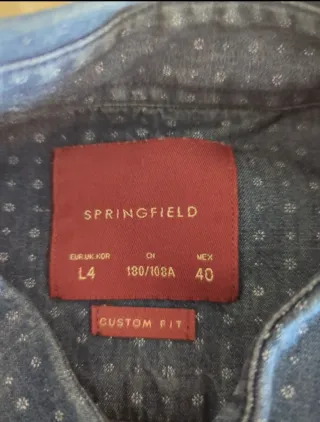 SPRINGFIELD
EUR.UK.KOR CH MEX
L4 180/108A 40
CUSTOM FIT